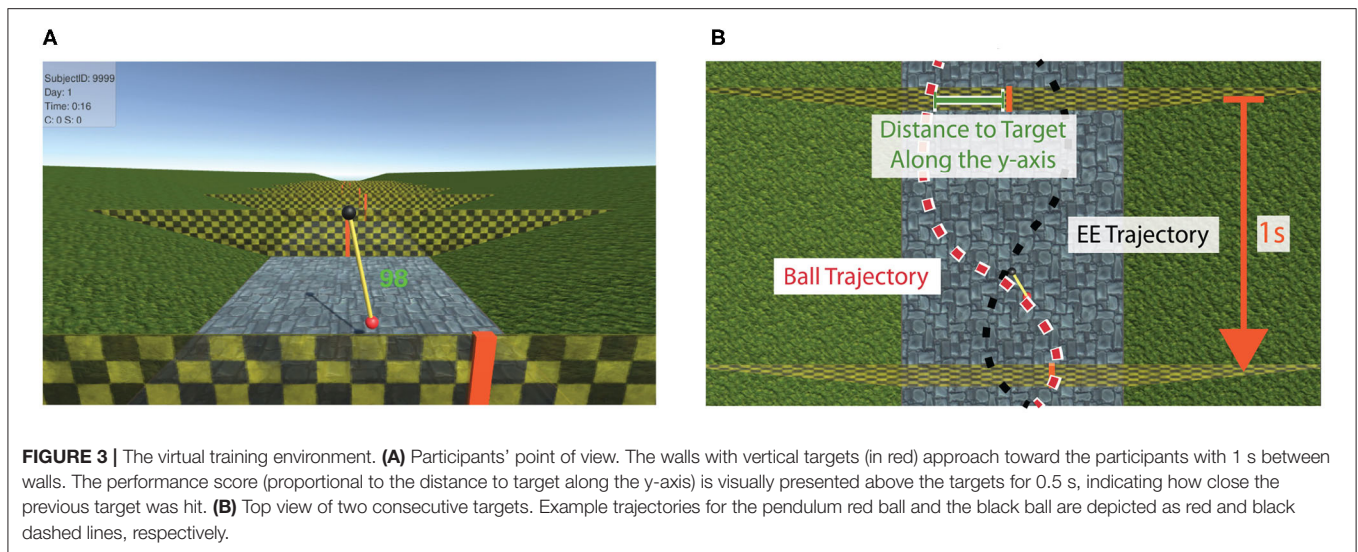 A
B
SubjectID: 9999
Day: 1
Time: 0:16
C: 0 S: 0
98
Distance to Target
Along the y-axis
EE Trajectory
1s
Ball Trajectory
FIGURE 3 | The virtual training environment. (A) Participants' point of view. The walls with vertical targets (in red) approach toward the participants with 1 s between
walls. The performance score (proportional to the distance to target along the y-axis) is visually presented above the targets for 0.5 s, indicating how close the
previous target was hit. (B) Top view of two consecutive targets. Example trajectories for the pendulum red ball and the black ball are depicted as red and black
dashed lines, respectively.